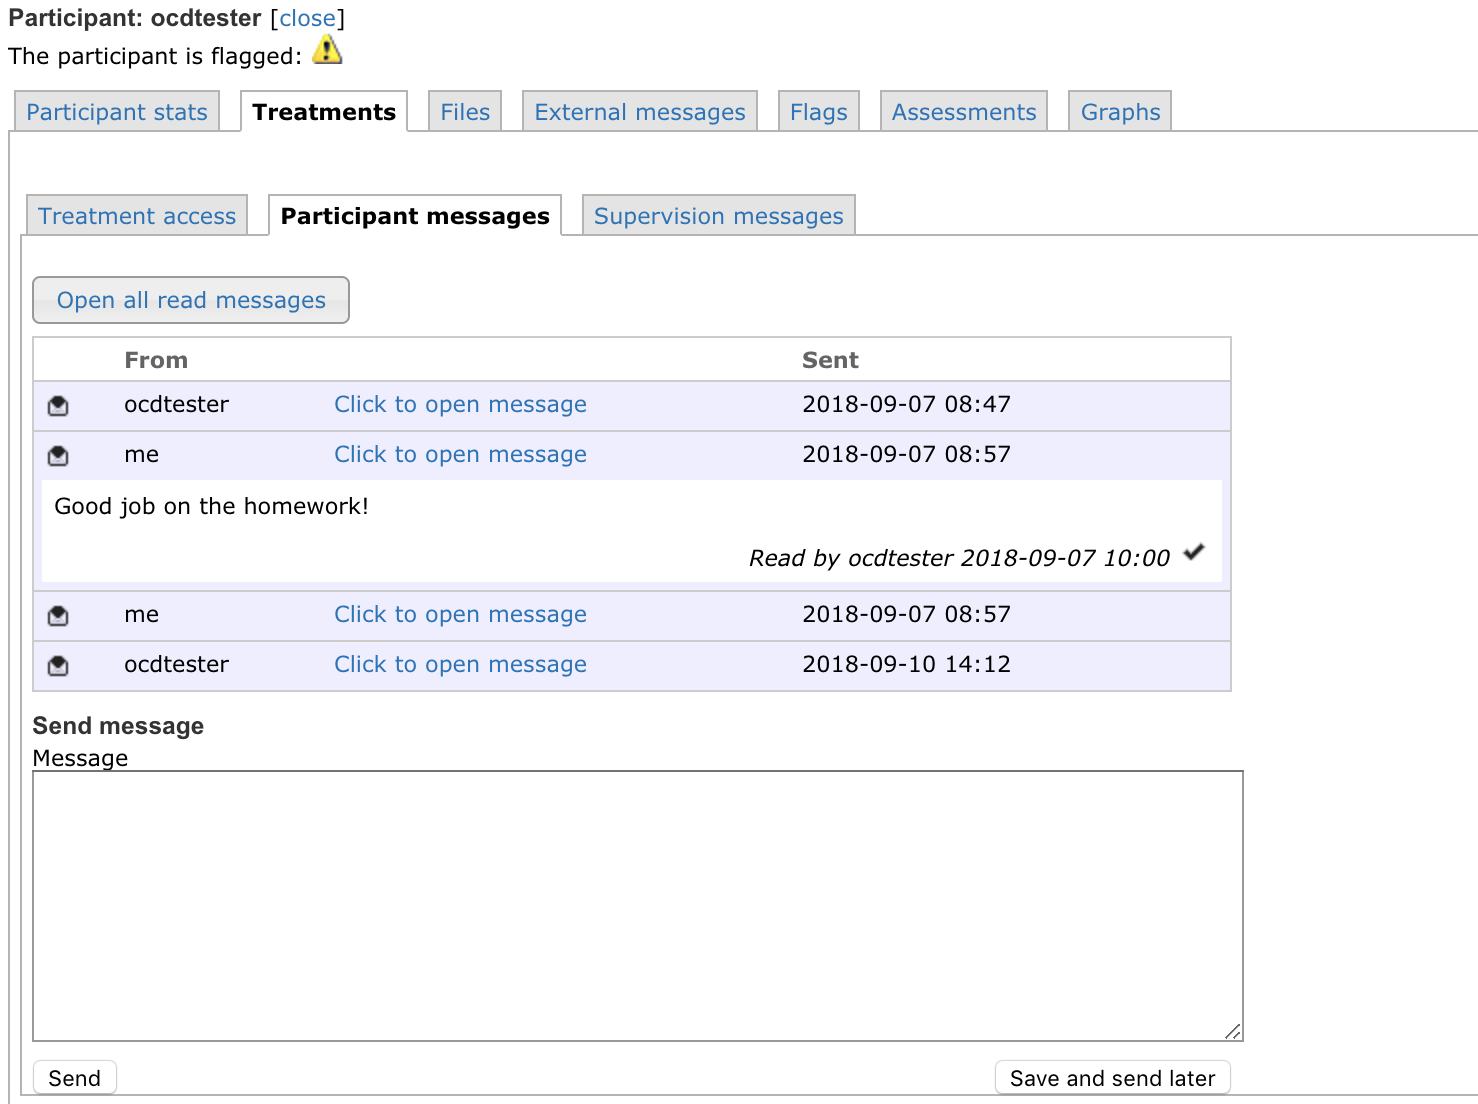 Participant: ocdtester [close]
The participant is flagged:
Participant stats Treatments Files External messages Flags Assessments Graphs
Treatment access Participant messages Supervision messages
Open all read messages
From Sent
ocdtester Click to open message 2018-09-07 08:47
me Click to open message 2018-09-07 08:57
Good job on the homework!
Read by ocdtester 2018-09-07 10:00
me Click to open message 2018-09-07 08:57
ocdtester Click to open message 2018-09-10 14:12
Send message
Message
Send Save and send later